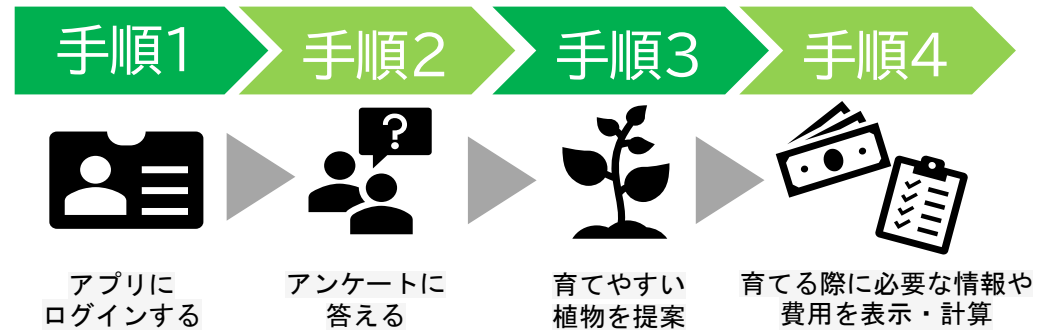 手順1
手順2
手順3
手順4
?
アプリに
ログインする
アンケートに
答える
育てやすい
植物を提案
育てる際に必要な情報や
費用を表示・計算